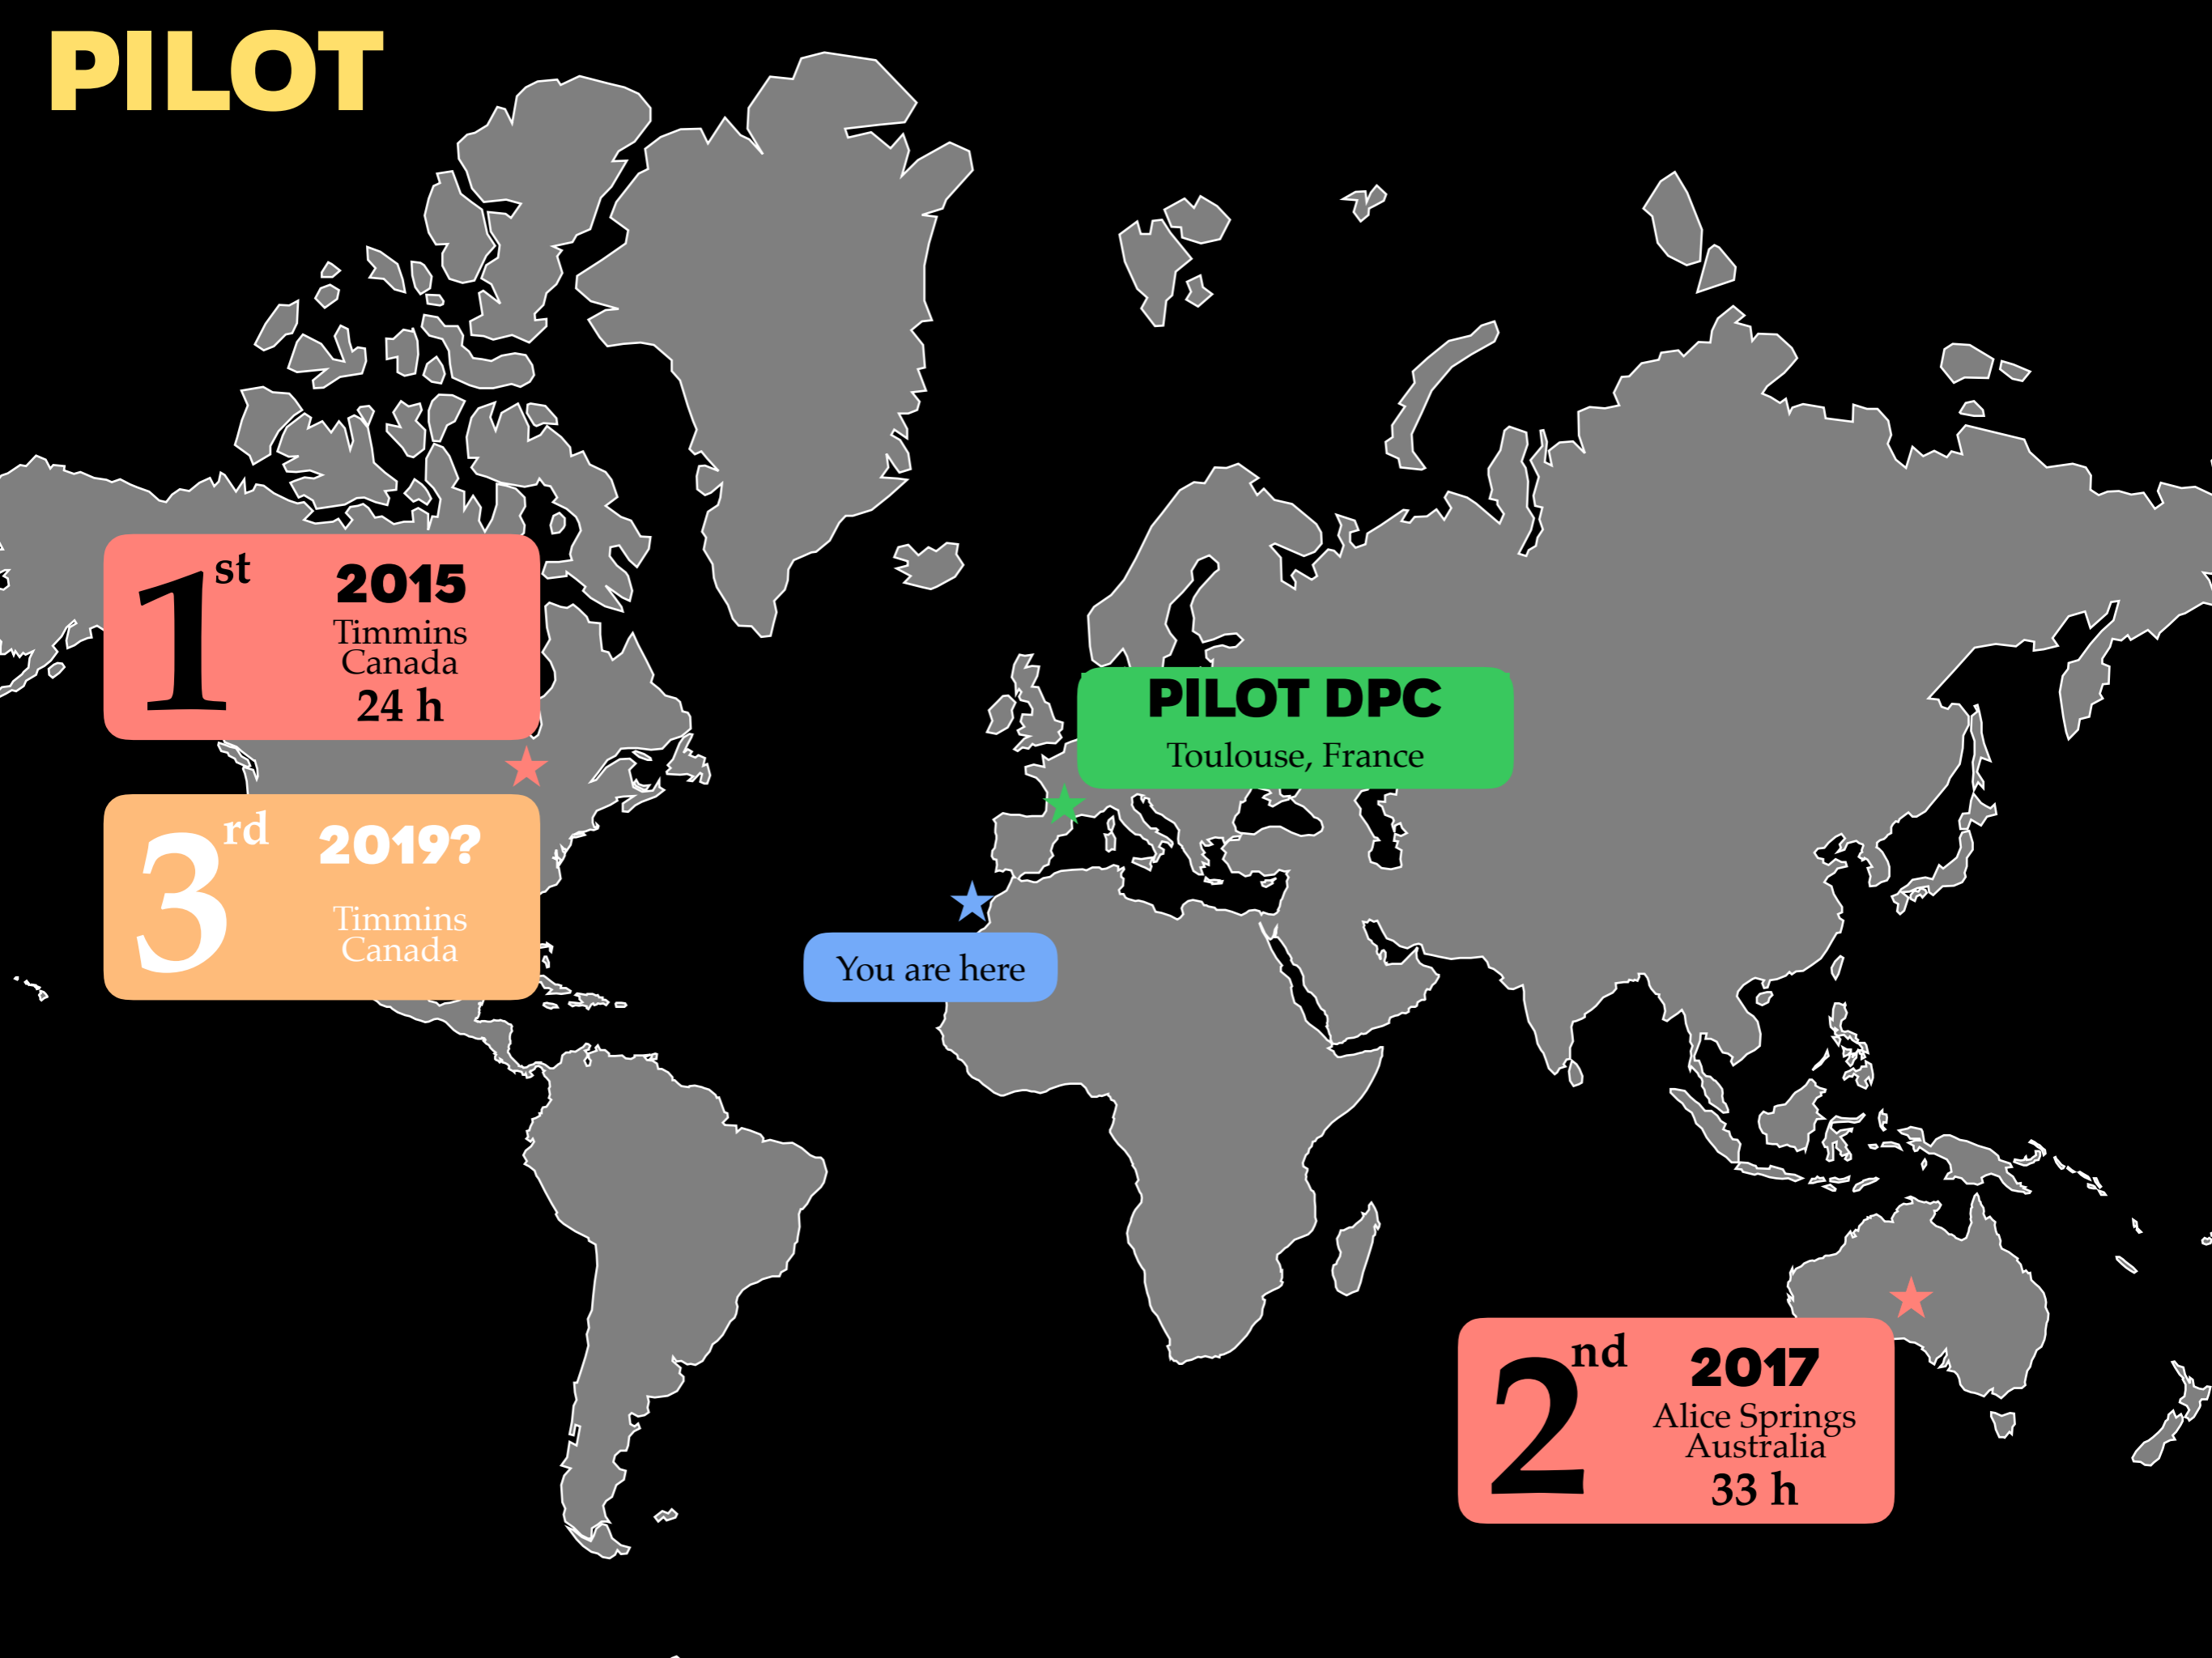 PILOT
1st
2015
Timmins
Canada
24 h
PILOT DPC
Toulouse, France
3rd
2019?
Timmins
Canada
You are here
2nd
2017
Alice Springs
Australia
33 h